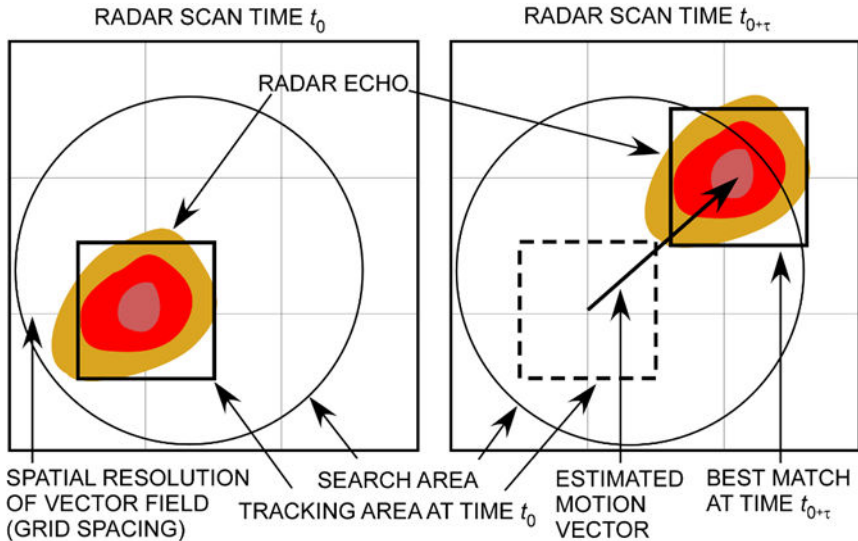 RADAR SCAN TIME t0
RADAR SCAN TIME t0+τ
RADAR ECHO
SPATIAL RESOLUTION
OF VECTOR FIELD
(GRID SPACING)
SEARCH AREA
TRACKING AREA AT TIME t0
ESTIMATED
MOTION
VECTOR
BEST MATCH
AT TIME t0+τ